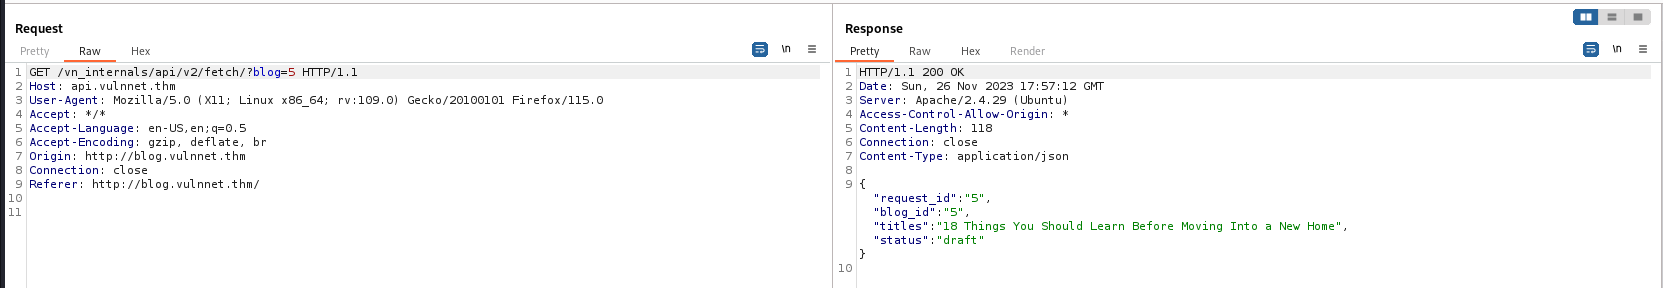 Request
Pretty Raw Hex \n
1 GET /vn_internals/api/v2/fetch/?blog=5 HTTP/1.1
2 Host: api.vulnnet.thm
3 User-Agent: Mozilla/5.0 (X11; Linux x86_64; rv:109.0) Gecko/20100101 Firefox/115.0
4 Accept: */*
5 Accept-Language: en-US,en;q=0.5
6 Accept-Encoding: gzip, deflate, br
7 Origin: http://blog.vulnnet.thm
8 Connection: close
9 Referer: http://blog.vulnnet.thm/
10
11
Response
Pretty Raw Hex Render \n
1 HTTP/1.1 200 OK
2 Date: Sun, 26 Nov 2023 17:57:12 GMT
3 Server: Apache/2.4.29 (Ubuntu)
4 Access-Control-Allow-Origin: *
5 Content-Length: 118
6 Connection: close
7 Content-Type: application/json
8
9 {
"request_id":"5",
"blog_id":"5",
"titles":"18 Things You Should Learn Before Moving Into a New Home",
"status":"draft"
}
10